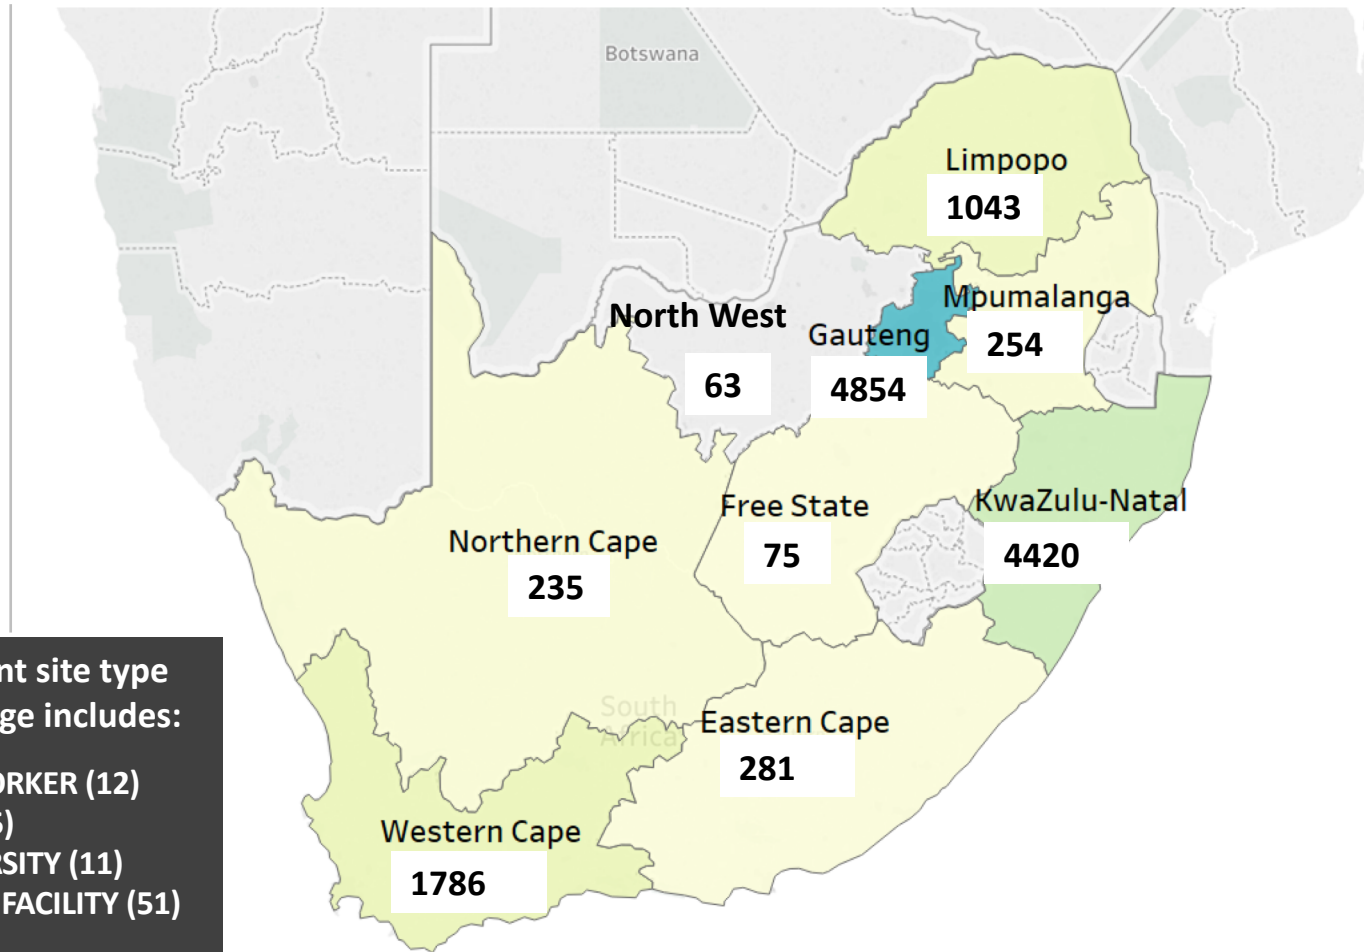 Botswana
Limpopo
1043
Mpumalanga
254
North West
63
Gauteng
4854
Free State
75
KwaZulu-Natal
4420
Northern Cape
235
South
Africa
Eastern Cape
281
Western Cape
1786
nt site type
ge includes:
ORKER (12)
)
RSITY (11)
FACILITY (51)